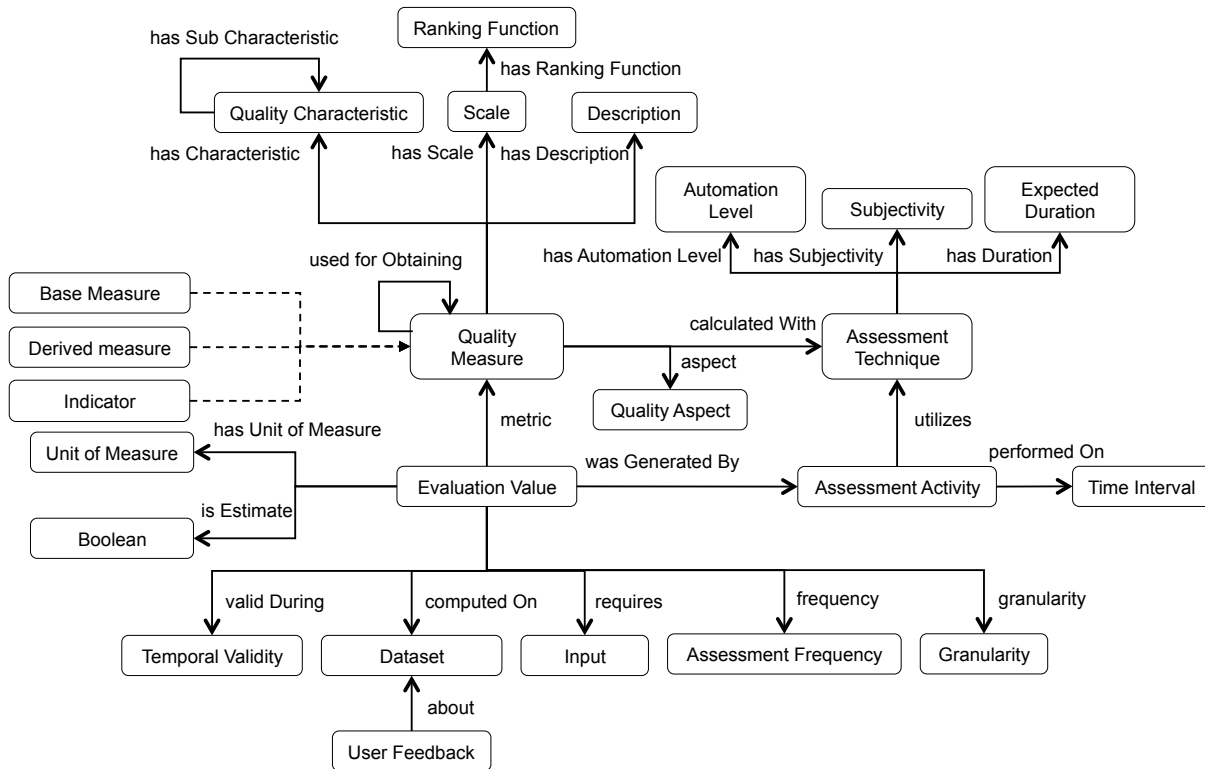 Ranking Function
has Sub Characteristic
has Ranking Function
Quality Characteristic
Scale
Description
has Characteristic
has Scale
has Description
Automation
Level
Subjectivity
Expected
Duration
has Automation Level
has Subjectivity
has Duration
used for Obtaining
Base Measure
Derived measure
Indicator
Quality
Measure
calculated With
Assessment
Technique
aspect
Quality Aspect
metric
utilizes
has Unit of Measure
Unit of Measure
was Generated By
performed On
Evaluation Value
Assessment Activity
Time Interval
is Estimate
Boolean
valid During
computed On
requires
frequency
granularity
Temporal Validity
Dataset
Input
Assessment Frequency
Granularity
about
User Feedback